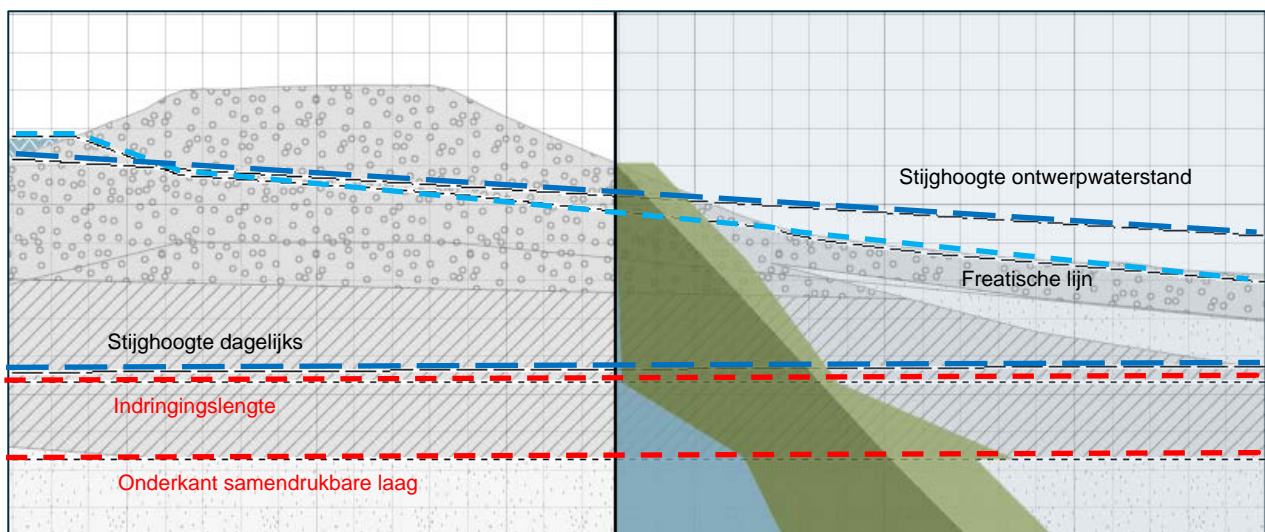 Stijghoogte ontwerpwaterstand
Freatische lijn
Stijghoogte dagelijks
Indringingslengte
Onderkant samendrukbare laag